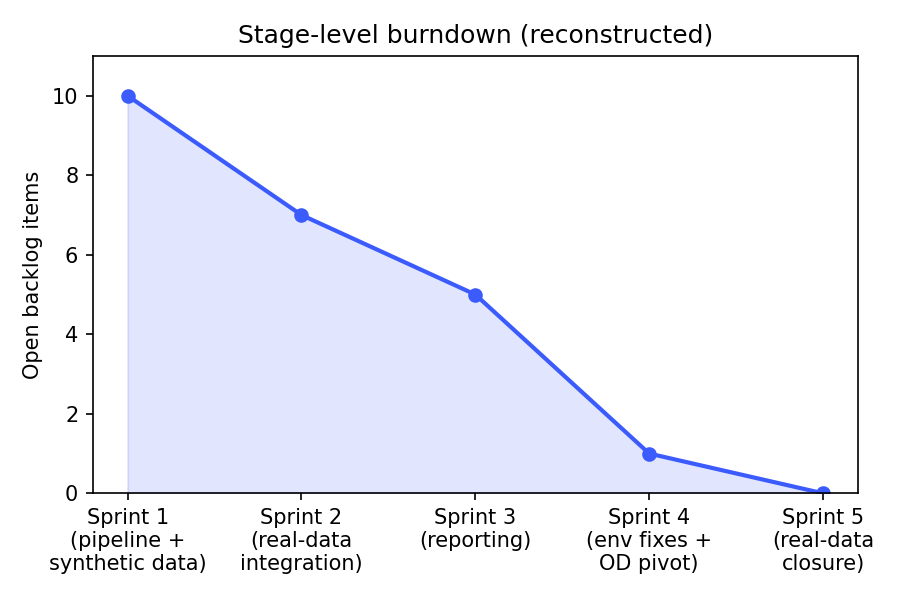 Stage-level burndown (reconstructed)
Open backlog items
10
8
6
4
2
0
Sprint 1
(pipeline +
synthetic data)
Sprint 2
(real-data
integration)
Sprint 3
(reporting)
Sprint 4
(env fixes +
OD pivot)
Sprint 5
(real-data
closure)